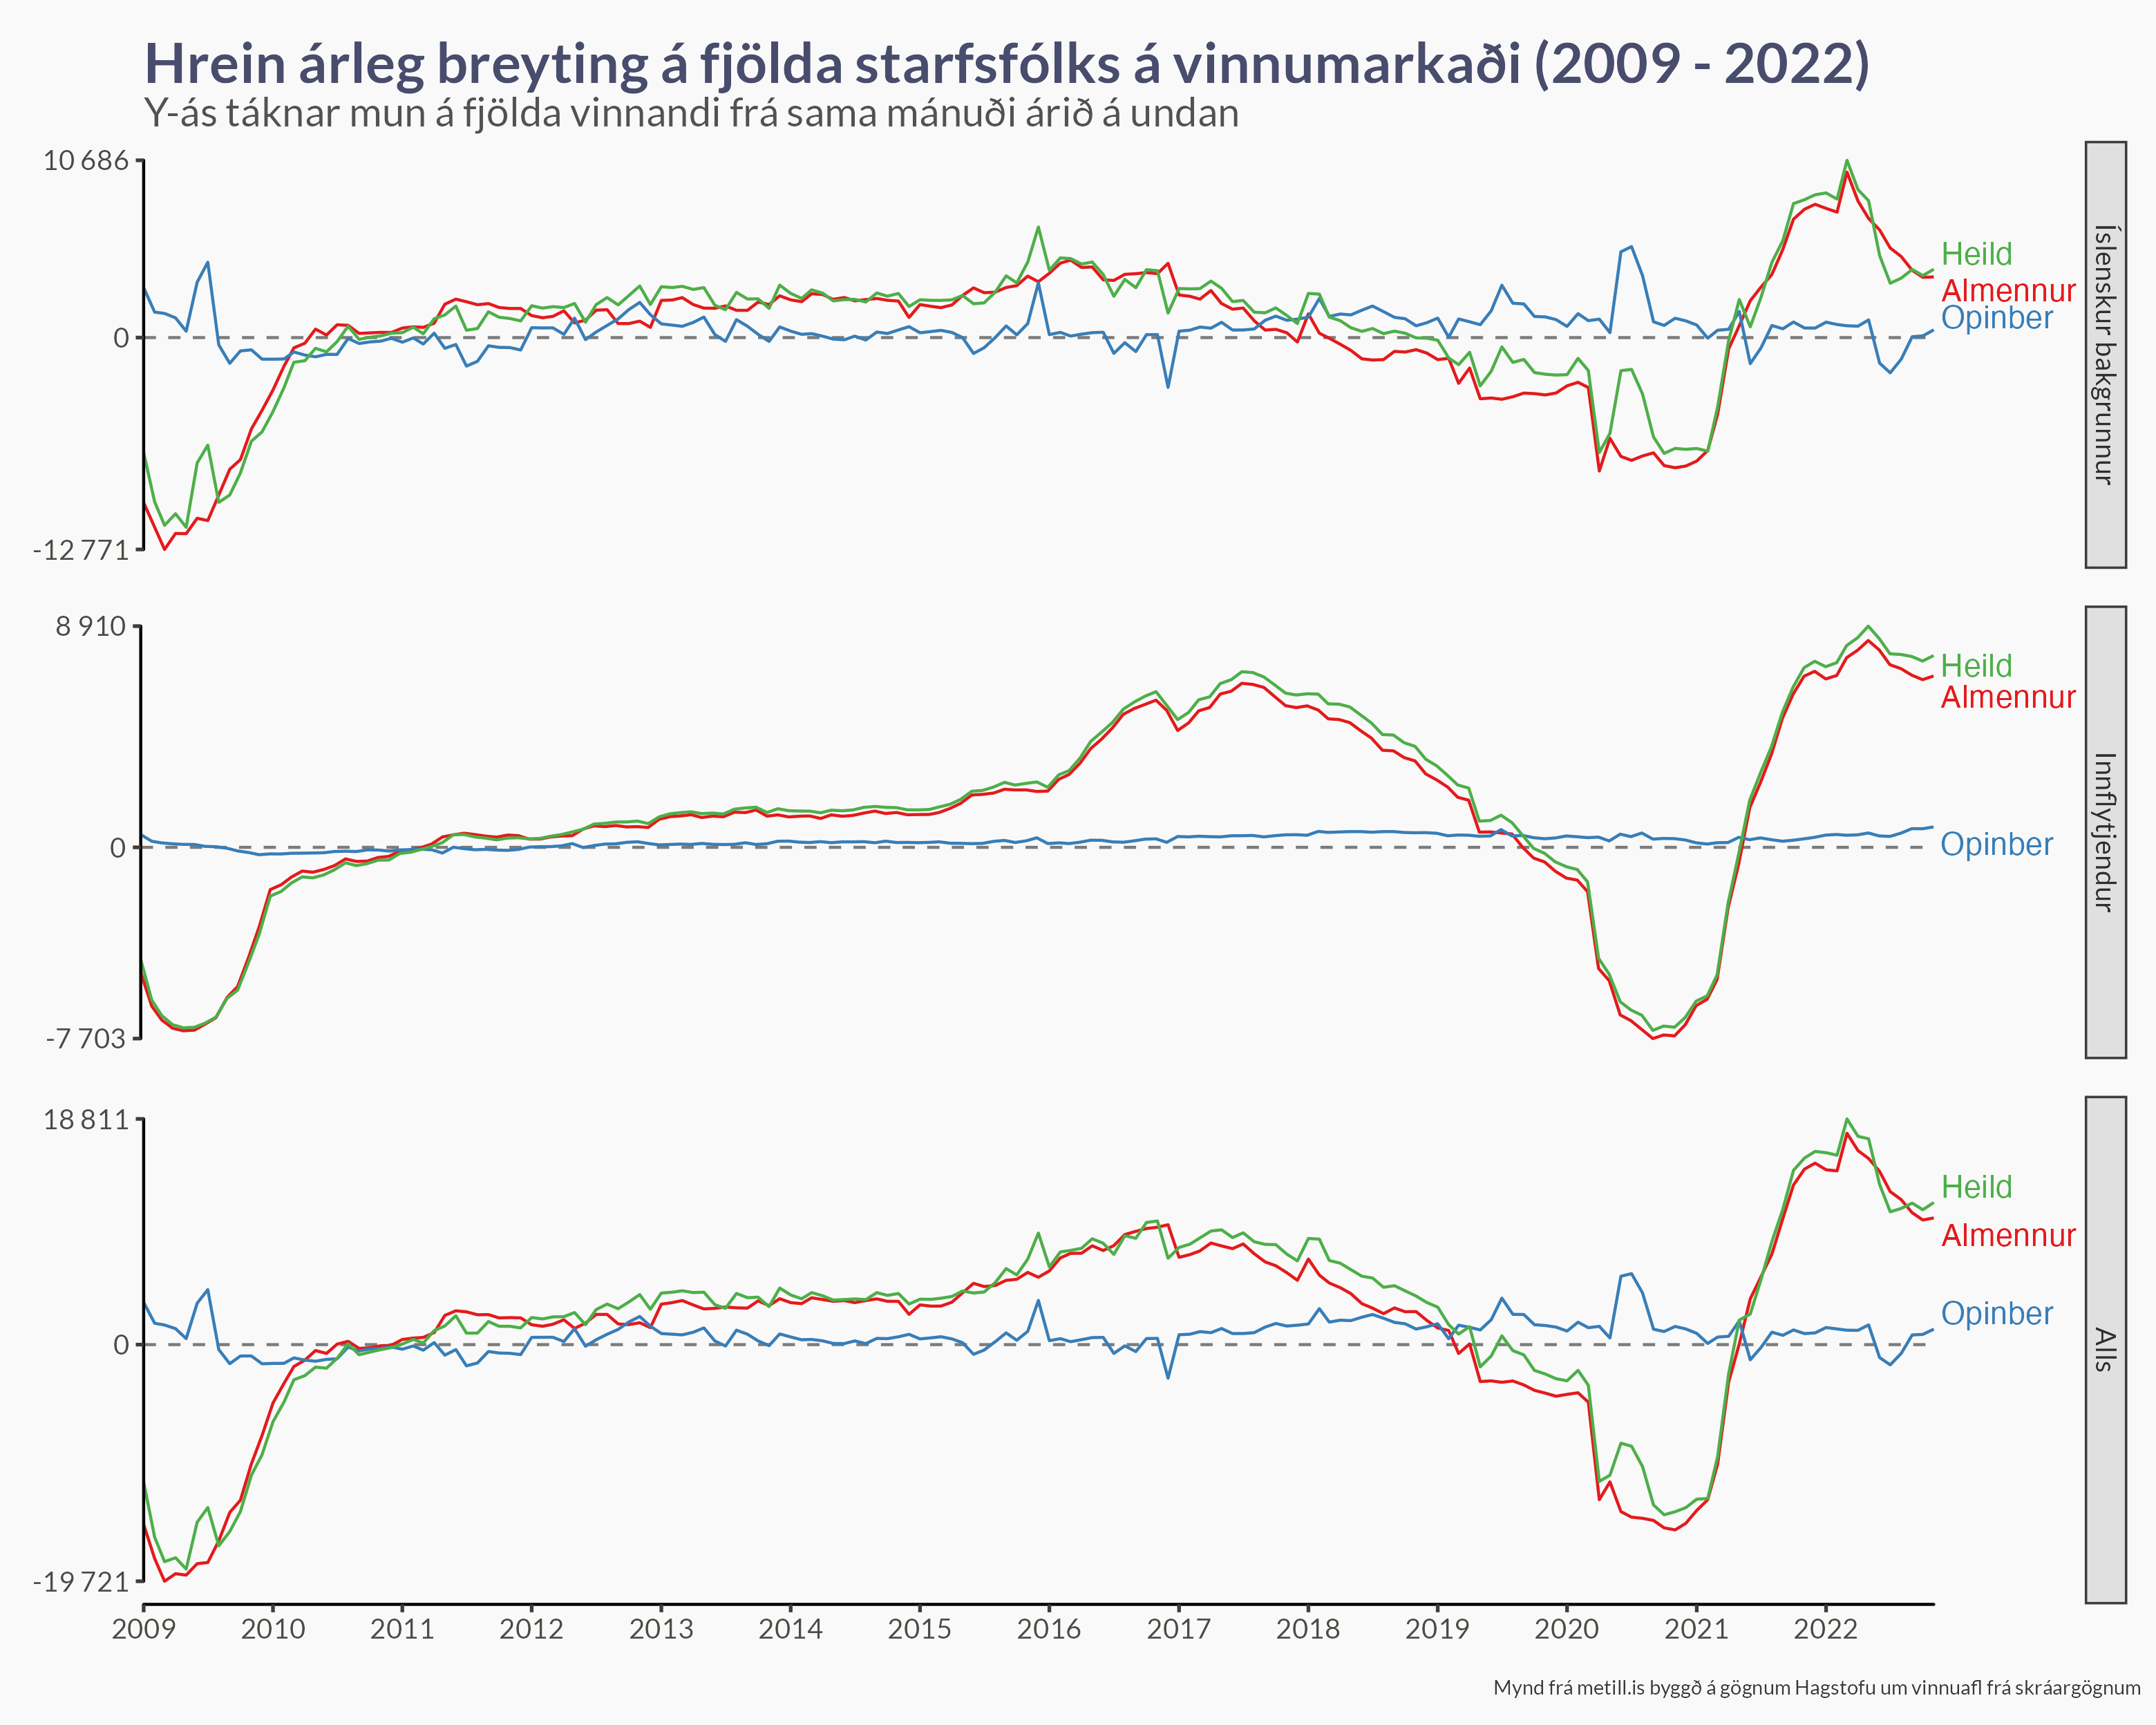 Hrein árleg breyting á fjölda starfsfólks á vinnumarkaði (2009 - 2022)
Y-ás táknar mun á fjölda vinnandi frá sama mánuði árið á undan
10 686
0
-12 771
Heild
Almennur
Opinber
Íslenskur bakgrunnur
8 910
0
-7 703
Heild
Almennur
Opinber
Innflytjendur
18 811
0
-19 721
Heild
Almennur
Opinber
Alls
2009 2010 2011 2012 2013 2014 2015 2016 2017 2018 2019 2020 2021 2022
Mynd frá metill.is byggð á gögnum Hagstofu um vinnuafl frá skráargögnum